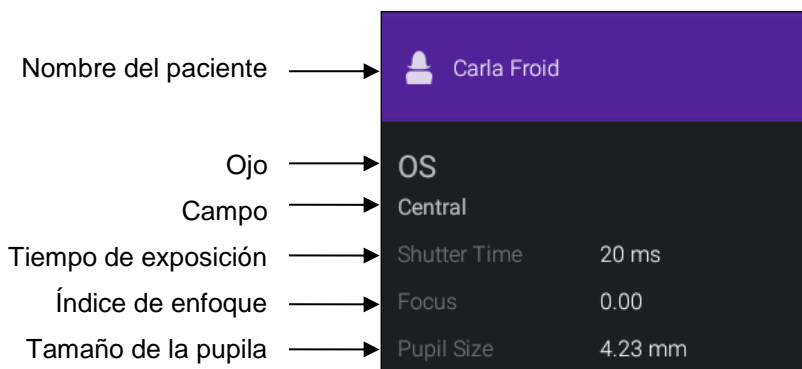 Nombre del paciente Carla Froid
Ojo OS
Campo Central
Tiempo de exposición Shutter Time 20 ms
Índice de enfoque Focus 0.00
Tamaño de la pupila Pupil Size 4.23 mm